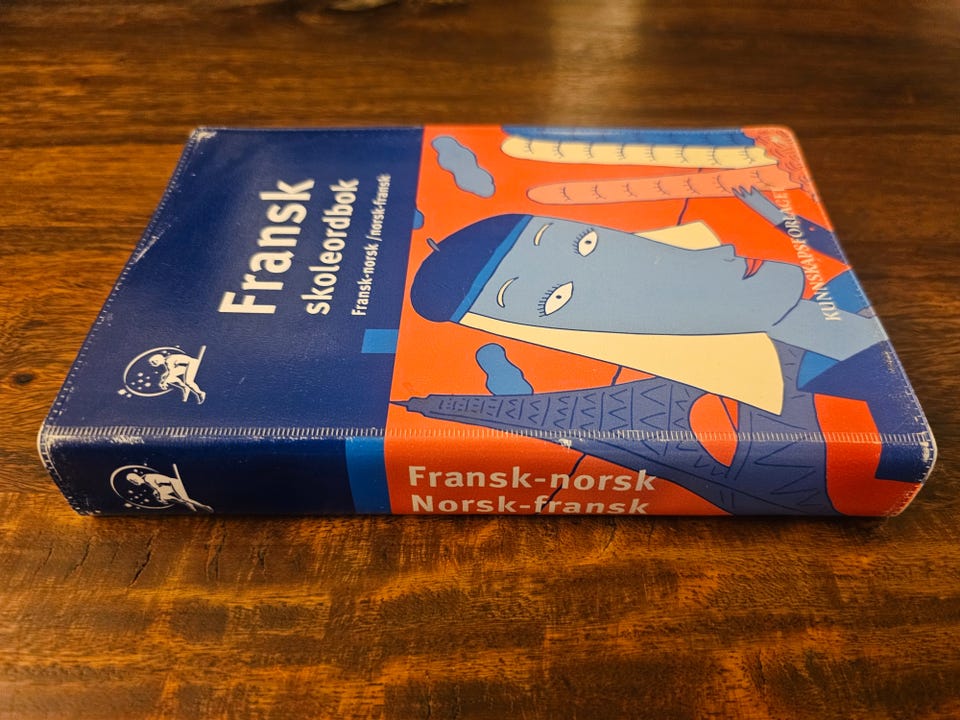 Fransk
skoleordbok
Fransk-norsk / norsk-fransk
KUNNSKAPSFORLAGET
Fransk-norsk
Norsk-fransk